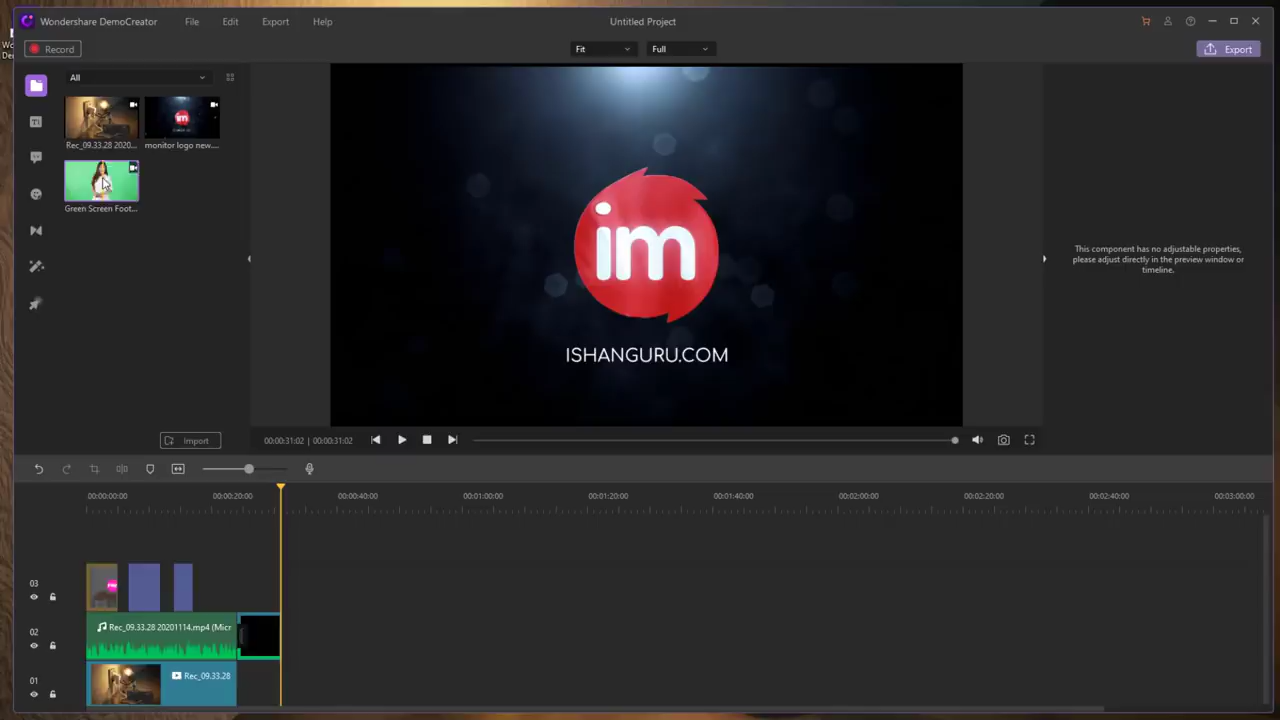 Wondershare DemoCreator
File
Edit
Export
Help
Untitled Project
Record
Fit
Full
Export
All
Rec_09.33.28 2020...
monitor logo new....
Green Screen Foot...
im
ISHANGURU.COM
This component has no adjustable properties,
please adjust directly in the preview window or
timeline.
Import
00:00:31:02 | 00:00:31:02
00:00:00:00
00:00:20:00
00:00:40:00
00:01:00:00
00:01:20:00
00:01:40:00
00:02:00:00
00:02:20:00
00:02:40:00
00:03:00:00
03
02
Rec_09.33.28 20201114.mp4 (Micr
01
Rec_09.33.28